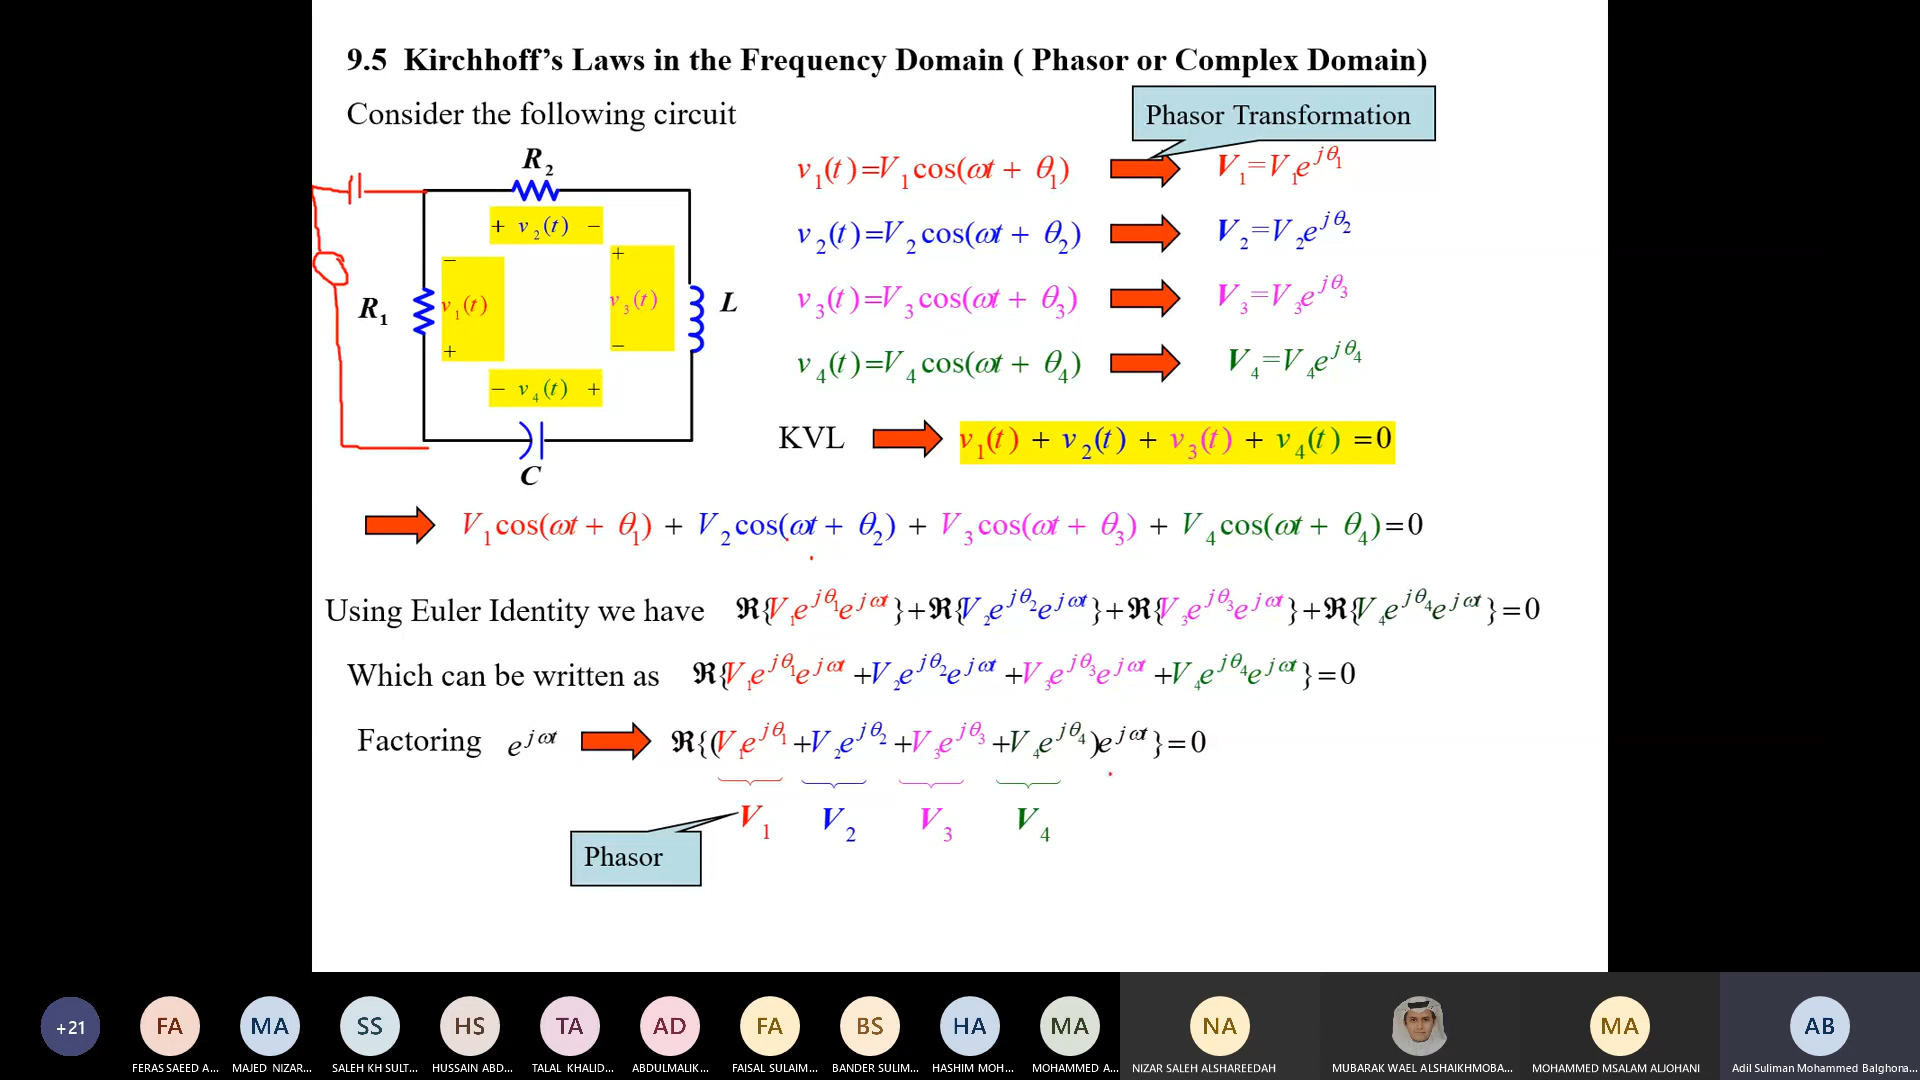 9.5 Kirchhoff's Laws in the Frequency Domain ( Phasor or Complex Domain)
Consider the following circuit
Phasor Transformation
R₂
+ v₂(t) −
− v₁(t) +
+ v₃(t) −
− v₄(t) +
R₁
L
C
v₁(t)=V₁cos(ωt + θ₁) V₁=V₁e^{jθ₁}
v₂(t)=V₂cos(ωt + θ₂) V₂=V₂e^{jθ₂}
v₃(t)=V₃cos(ωt + θ₃) V₃=V₃e^{jθ₃}
v₄(t)=V₄cos(ωt + θ₄) V₄=V₄e^{jθ₄}
KVL v₁(t) + v₂(t) + v₃(t) + v₄(t) =0
V₁cos(ωt + θ₁) + V₂cos(ωt + θ₂) + V₃cos(ωt + θ₃) + V₄cos(ωt + θ₄)=0
Using Euler Identity we have ℜ{V₁e^{jθ₁}e^{jωt}}+ℜ{V₂e^{jθ₂}e^{jωt}}+ℜ{V₃e^{jθ₃}e^{jωt}}+ℜ{V₄e^{jθ₄}e^{jωt}}=0
Which can be written as ℜ{V₁e^{jθ₁}e^{jωt}+V₂e^{jθ₂}e^{jωt}+V₃e^{jθ₃}e^{jωt}+V₄e^{jθ₄}e^{jωt}}=0
Factoring e^{jωt} ℜ{(V₁e^{jθ₁}+V₂e^{jθ₂}+V₃e^{jθ₃}+V₄e^{jθ₄})e^{jωt}}=0
V₁ V₂ V₃ V₄
Phasor
+21 FA MA SS HS TA AD FA BS HA MA NA MA AB
FERAS SAEED A... MAJED NIZAR... SALEH KH SULT... HUSSAIN ABD... TALAL KHALID... ABDULMALIK... FAISAL SULAIM... BANDER SULIM... HASHIM MOH... MOHAMMED A... NIZAR SALEH ALSHAREEDAH MUBARAK WAEL ALSHAIKHMOBA... MOHAMMED MSALAM ALJOHANI Adil Suliman Mohammed Balghona...